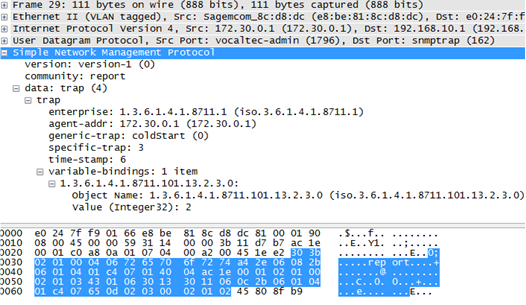 Frame 29: 111 bytes on wire (888 bits), 111 bytes captured (888 bits)
Ethernet II (VLAN tagged), Src: Sagemcom_8c:d8:dc (e8:be:81:8c:d8:dc), Dst: e0:24:7f:f
Internet Protocol Version 4, Src: 172.30.0.1 (172.30.0.1), Dst: 192.168.10.1 (192.168.
User Datagram Protocol, Src Port: vocaltec-admin (1796), Dst Port: snmptrap (162)
Simple Network Management Protocol
version: version-1 (0)
community: report
data: trap (4)
trap
enterprise: 1.3.6.1.4.1.8711.1 (iso.3.6.1.4.1.8711.1)
agent-addr: 172.30.0.1 (172.30.0.1)
generic-trap: coldStart (0)
specific-trap: 3
time-stamp: 6
variable-bindings: 1 item
1.3.6.1.4.1.8711.101.13.2.3.0:
Object Name: 1.3.6.1.4.1.8711.101.13.2.3.0 (iso.3.6.1.4.1.8711.101.13.2.3.0)
Value (Integer32): 2
0000 e0 24 7f f9 01 66 e8 be 81 8c d8 dc 81 00 01 90 .$...f.. ........
0010 08 00 45 00 00 59 31 14 00 00 3b 11 d7 b7 ac 1e ..E..Y1. ..;.....
0020 00 01 c0 a8 0a 01 07 04 00 a2 00 45 1e e2 30 3b ........ ...E..0;
0030 02 01 00 04 06 72 65 70 6f 72 74 a4 2e 06 08 2b .....rep ort....+
0040 06 01 04 01 c4 07 01 40 04 ac 1e 00 01 02 01 00 .......@ ........
0050 02 01 03 43 01 06 30 13 30 11 06 0c 2b 06 01 04 ...C..0. 0...+...
0060 01 c4 07 65 0d 02 03 00 02 01 02 45 80 8f b9 ...e.... ...E...